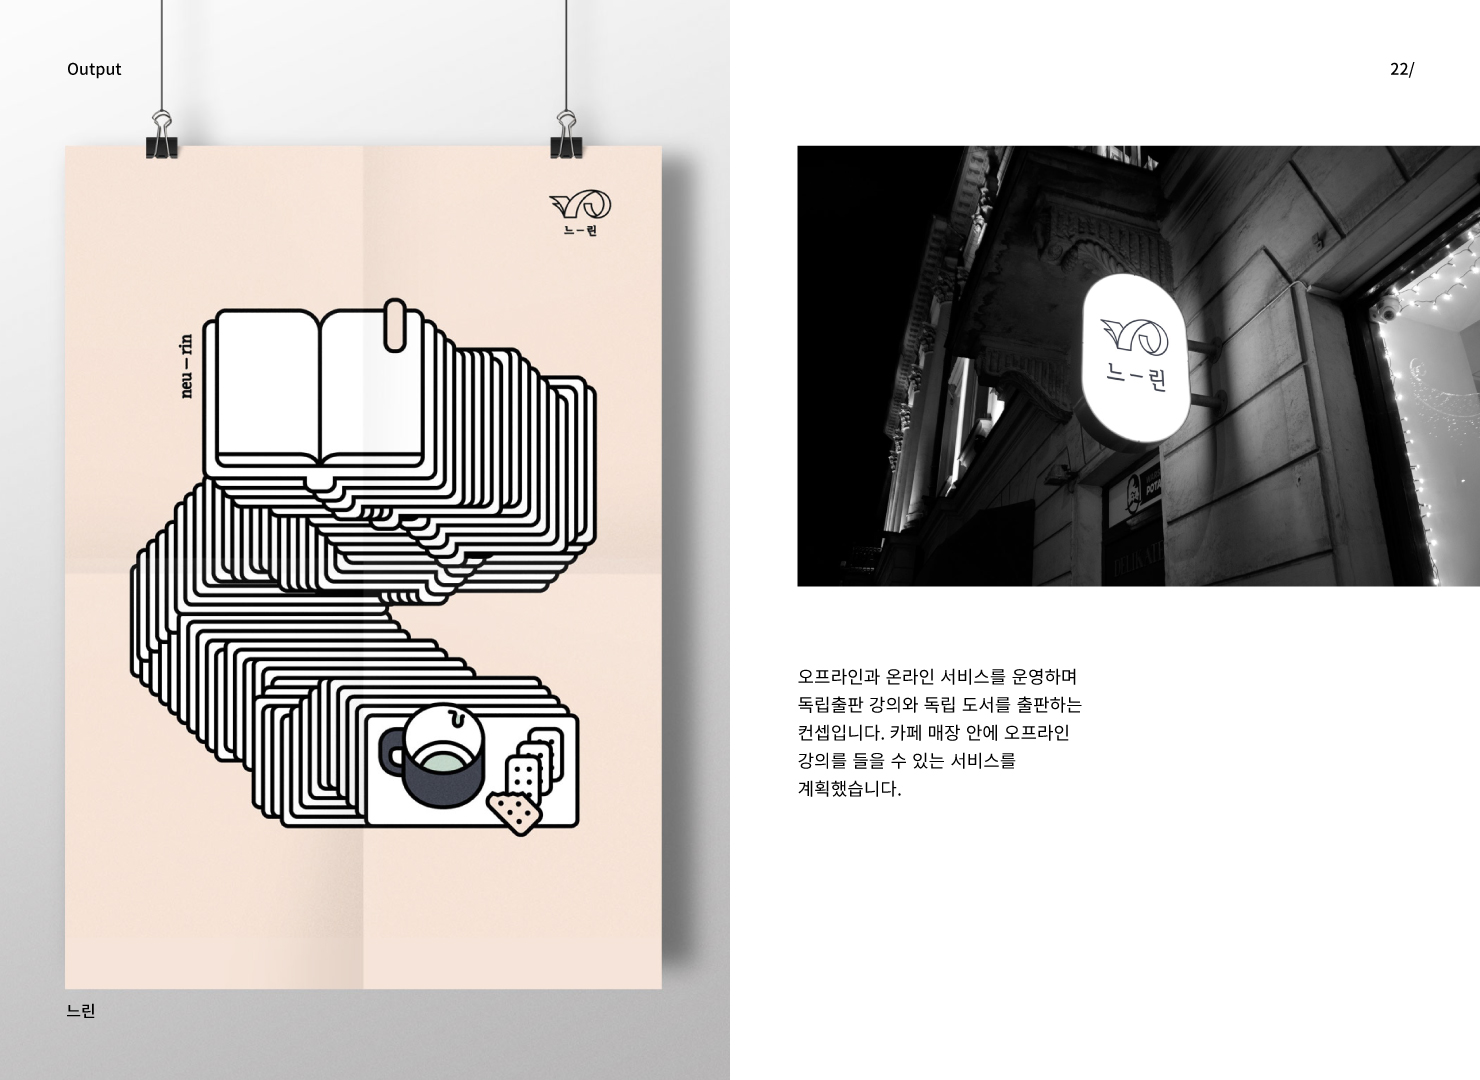 Output
22/
느–린
neu – rin
느–린
POTA
DELIKATE
오프라인과 온라인 서비스를 운영하며
독립출판 강의와 독립 도서를 출판하는
컨셉입니다. 카페 매장 안에 오프라인
강의를 들을 수 있는 서비스를
계획했습니다.
느린